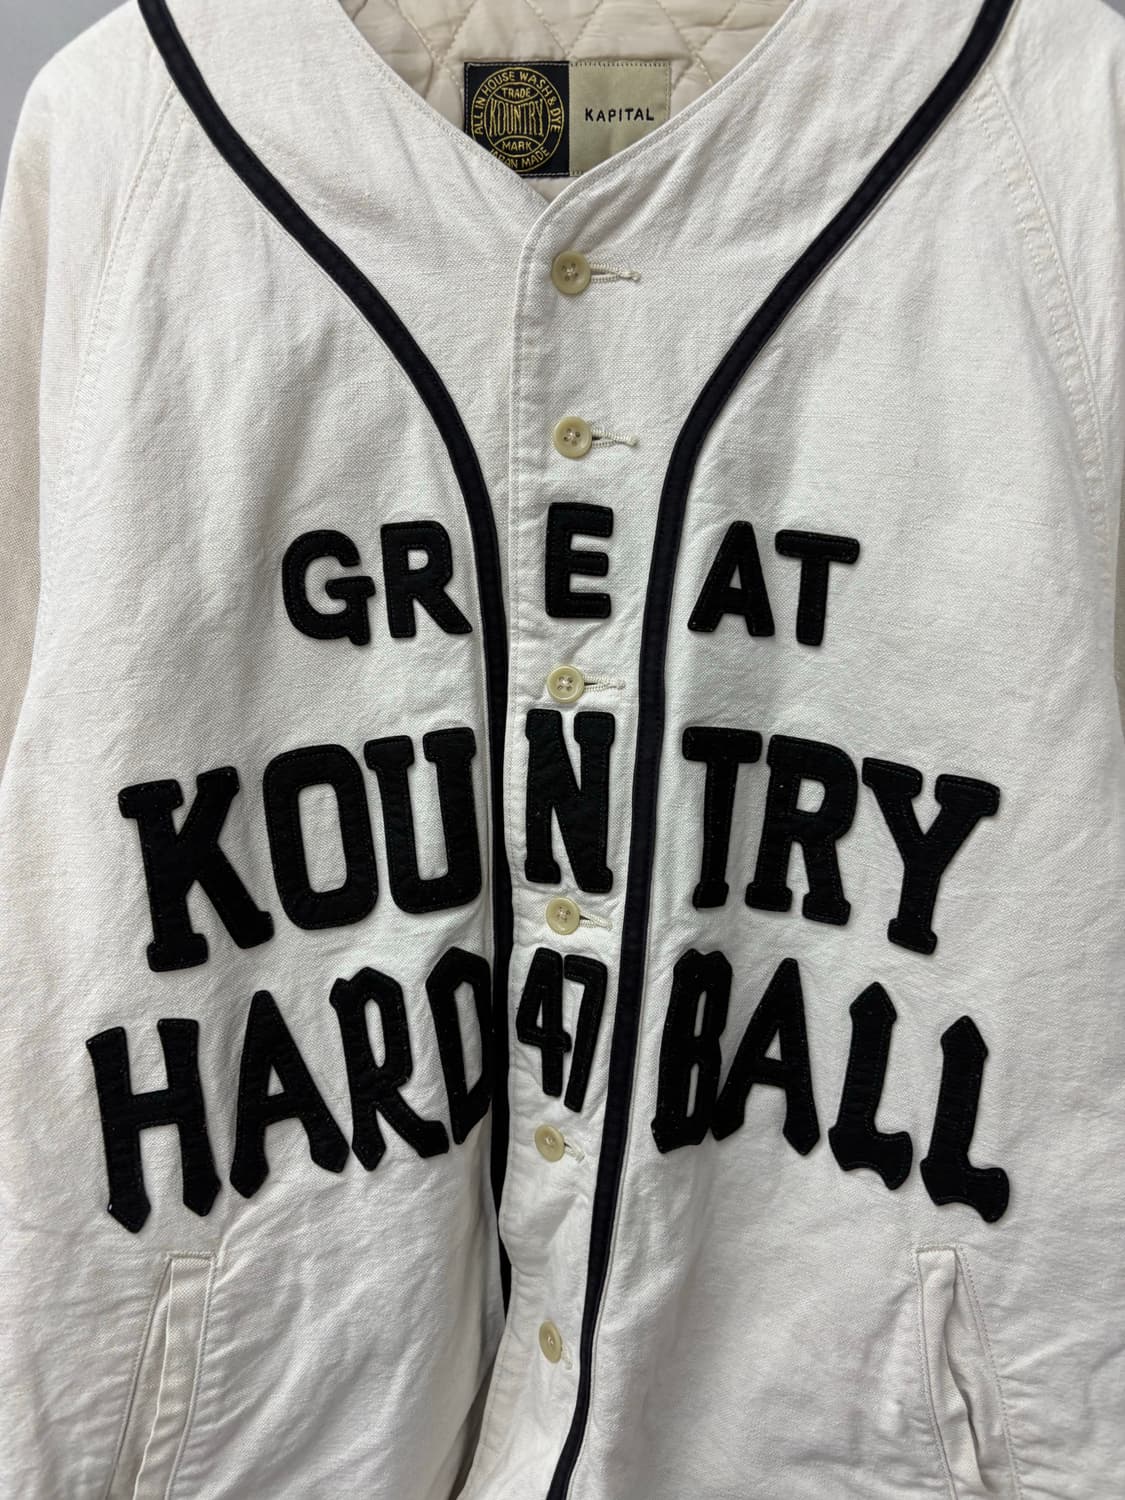 ALL IN HOUSE WASH & DYE
TRADE
KOUNTRY
MARK
JAPAN MADE
KAPITAL
GREAT
KOUNTRY
HARD 47 BALL